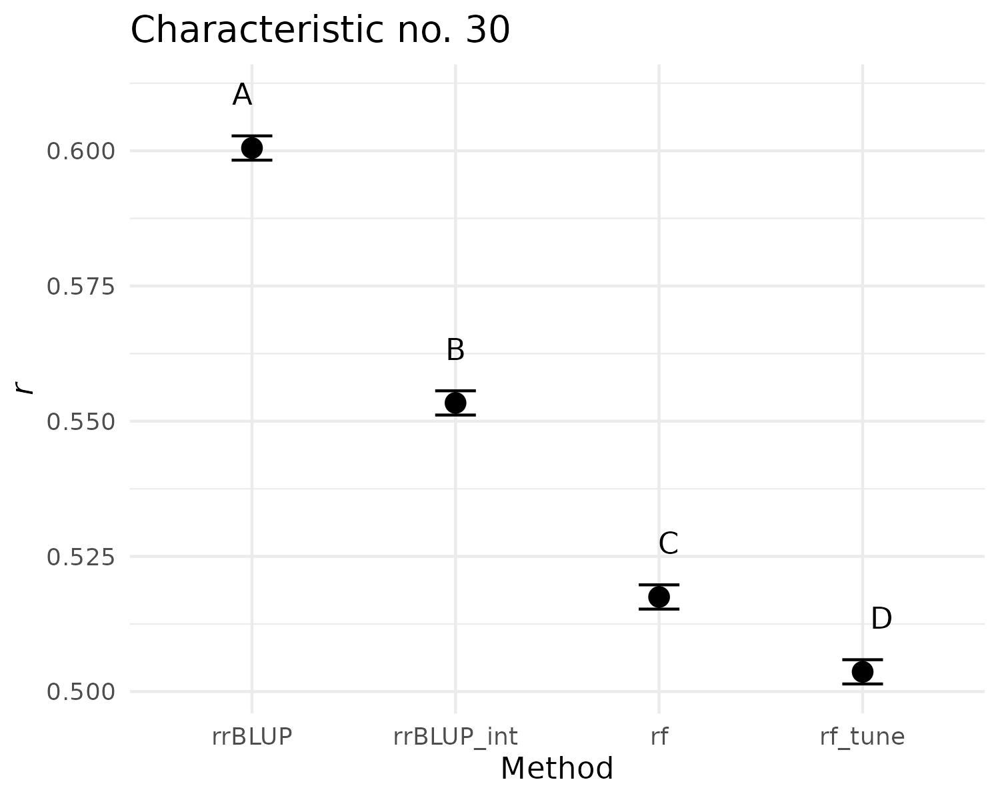 Characteristic no. 30
A
0.600
0.575
B
r
0.550
C
0.525
D
0.500
rrBLUP rrBLUP_int rf rf_tune
Method